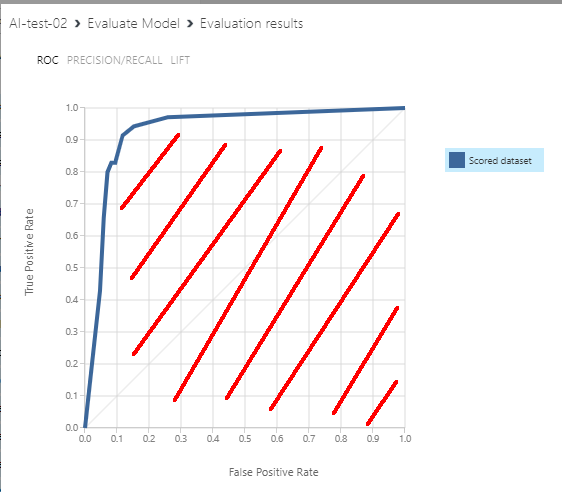 AI-test-02 › Evaluate Model › Evaluation results
ROC PRECISION/RECALL LIFT
1.0
0.9
0.8
0.7
0.6
0.5
0.4
0.3
0.2
0.1
0.0
True Positive Rate
0.0 0.1 0.2 0.3 0.4 0.5 0.6 0.7 0.8 0.9 1.0
False Positive Rate
Scored dataset